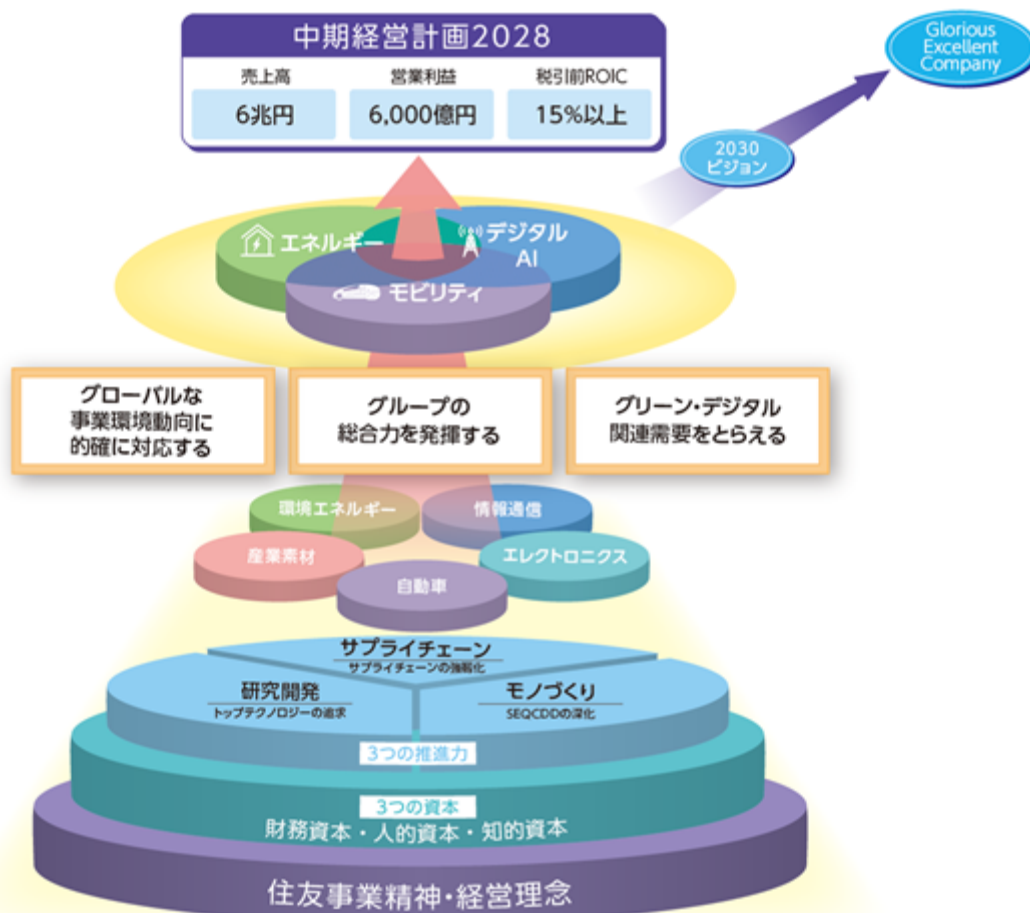 中期経営計画2028
売上高
営業利益
税引前ROIC
6兆円
6,000億円
15%以上
Glorious
Excellent
Company
2030
ビジョン
エネルギー
デジタル
AI
モビリティ
グローバルな
事業環境動向に
的確に対応する
グループの
総合力を発揮する
グリーン・デジタル
関連需要をとらえる
環境エネルギー
情報通信
産業素材
エレクトロニクス
自動車
サプライチェーン
サプライチェーンの強靱化
研究開発
トップテクノロジーの追求
モノづくり
SEQCDDの深化
3つの推進力
3つの資本
財務資本・人的資本・知的資本
住友事業精神・経営理念